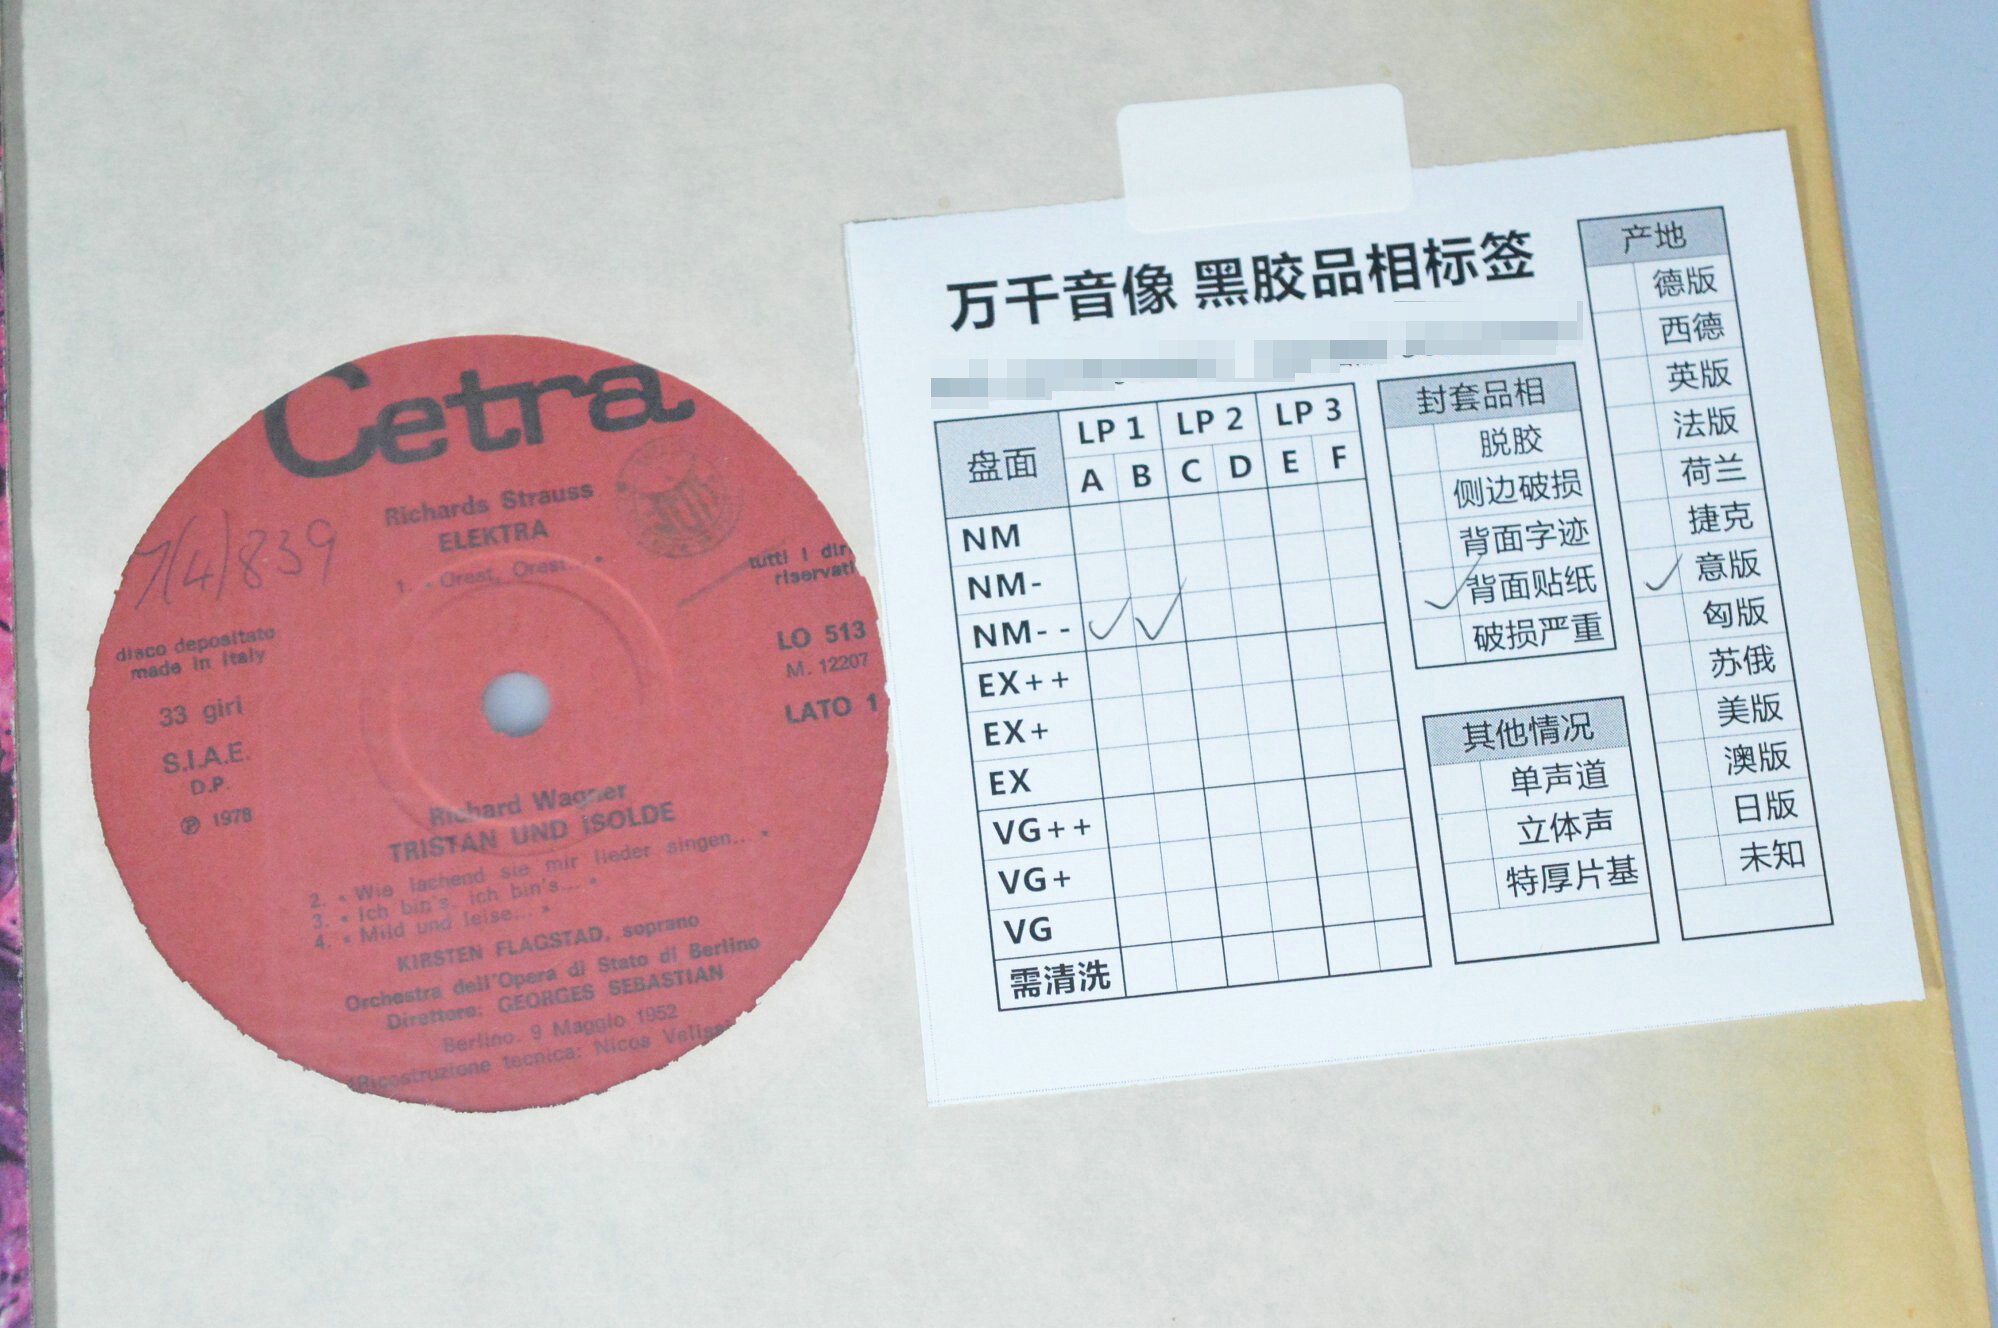 Cetra
Richards Strauss
ELEKTRA
1. « Orest, Orest... »
7(4)839
tutti i dir
riservati
disco depositato
made in Italy
LO 513
M. 12207
33 giri
LATO 1
S.I.A.E.
D.P.
℗ 1978
Richard Wagner
TRISTAN UND ISOLDE
2. « Wie lachend sie mir lieder singen... »
3. « Ich bin's, ich bin's... »
4. « Mild und leise... »
KIRSTEN FLAGSTAD, soprano
Orchestra dell'Opera di Stato di Berlino
Direttore: GEORGES SEBASTIAN
Berlino, 9 Maggio 1952
(Ricostruzione tecnica: Nicos Veliss
万千音像 黑胶品相标签
盘面 LP 1 LP 2 LP 3
A B C D E F
NM
NM-
NM-- ✓ ✓
EX++
EX+
EX
VG++
VG+
VG
需清洗
封套品相
脱胶
侧边破损
背面字迹
✓ 背面贴纸
破损严重
其他情况
单声道
立体声
特厚片基
产地
德版
西德
英版
法版
荷兰
捷克
✓ 意版
匈版
苏俄
美版
澳版
日版
未知